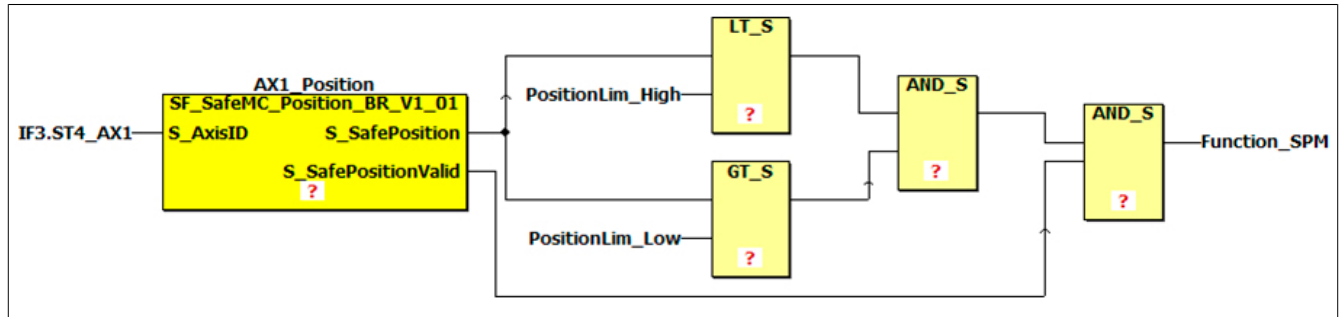 AX1_Position
SF_SafeMC_Position_BR_V1_01
IF3.ST4_AX1
S_AxisID
S_SafePosition
S_SafePositionValid
?
LT_S
PositionLim_High
?
GT_S
PositionLim_Low
?
AND_S
?
AND_S
?
Function_SPM